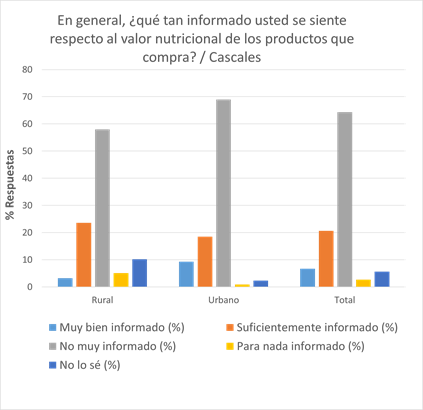 En general, ¿qué tan informado usted se siente
respecto al valor nutricional de los productos que
compra? / Cascales
80
70
60
50
40
30
20
10
0
% Respuestas
Rural
Urbano
Total
Muy bien informado (%)
Suficientemente informado (%)
No muy informado (%)
Para nada informado (%)
No lo sé (%)